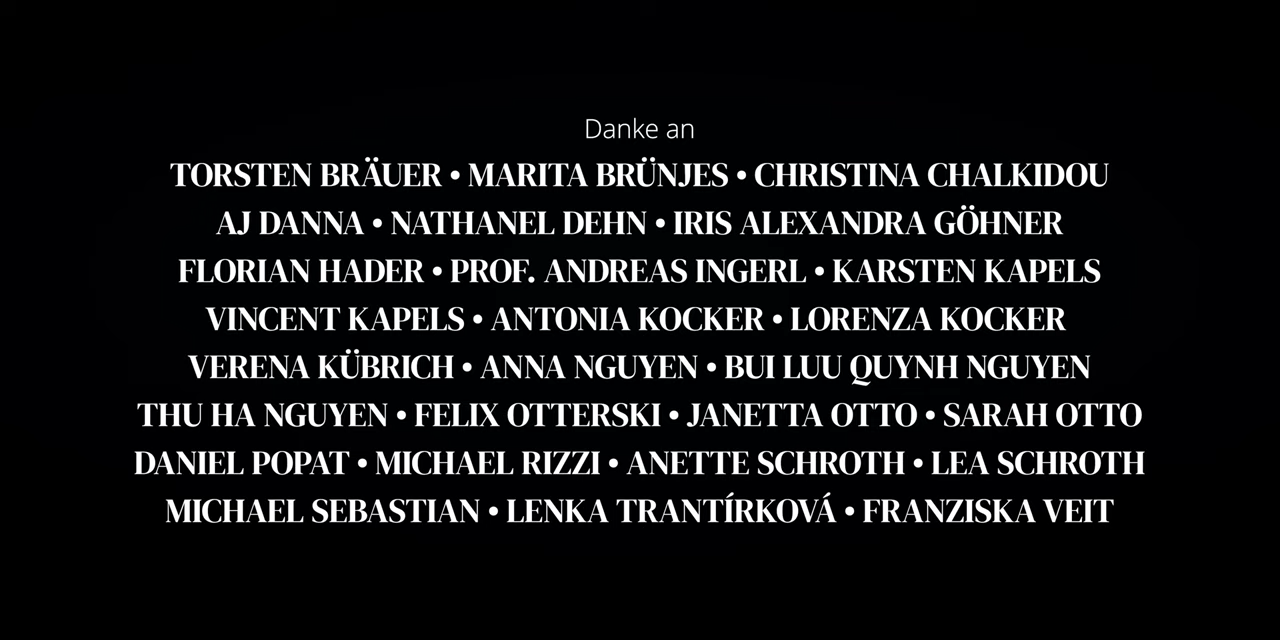 Danke an
TORSTEN BRÄUER • MARITA BRÜNJES • CHRISTINA CHALKIDOU
AJ DANNA • NATHANEL DEHN • IRIS ALEXANDRA GÖHNER
FLORIAN HADER • PROF. ANDREAS INGERL • KARSTEN KAPELS
VINCENT KAPELS • ANTONIA KOCKER • LORENZA KOCKER
VERENA KÜBRICH • ANNA NGUYEN • BUI LUU QUYNH NGUYEN
THU HA NGUYEN • FELIX OTTERSKI • JANETTA OTTO • SARAH OTTO
DANIEL POPAT • MICHAEL RIZZI • ANETTE SCHROTH • LEA SCHROTH
MICHAEL SEBASTIAN • LENKA TRANTÍRKOVÁ • FRANZISKA VEIT